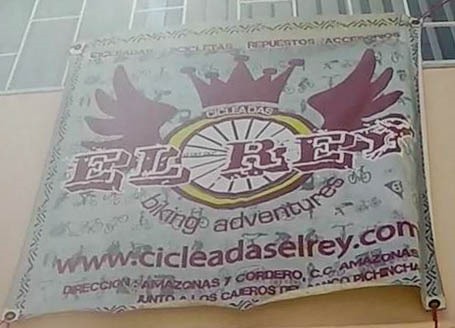 CICLEADAS BICICLETAS REPUESTOS ACCESORIOS
CICLEADAS
EL REY
biking adventures
www.cicleadaselrey.com
DIRECCION : AMAZONAS Y CORDERO, C.C. AMAZONAS
JUNTO A LOS CAJEROS DEL BANCO PICHINCHA